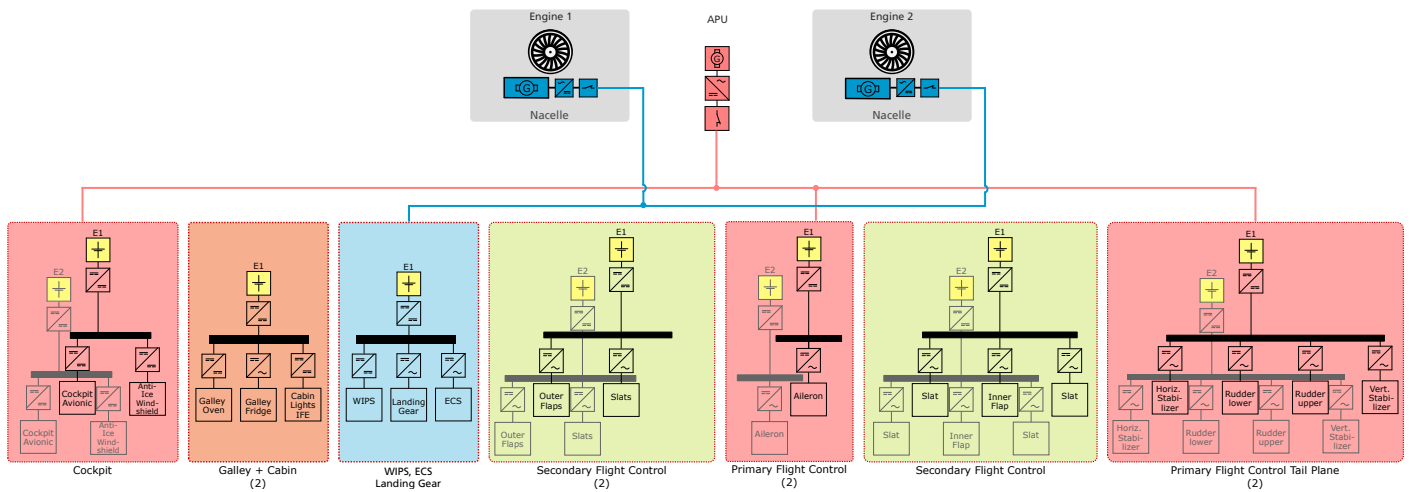 Engine 1
APU
Engine 2
G
G
G
Nacelle
Nacelle
E1
E2
Cockpit
Avionic
Anti-
Ice
Wind-
shield
Cockpit
Avionic
Anti-
Ice Wind-
shield
Cockpit
E1
Galley
Oven
Galley
Fridge
Cabin
Lights
IFE
Galley + Cabin
(2)
E1
WIPS
Landing
Gear
ECS
WIPS, ECS
Landing Gear
E1
E2
Outer
Flaps
Slats
Outer
Flaps
Slats
Secondary Flight Control
(2)
E1
E2
Aileron
Aileron
Primary Flight Control
(2)
E1
E2
Slat
Inner
Flap
Slat
Slat
Inner
Flap
Slat
Secondary Flight Control
E1
E2
Horiz.
Stabi-
lizer
Rudder
lower
Rudder
upper
Vert.
Stabi-
lizer
Horiz.
Stabi-
lizer
Rudder
lower
Rudder
upper
Vert.
Stabi-
lizer
Primary Flight Control Tail Plane
(2)